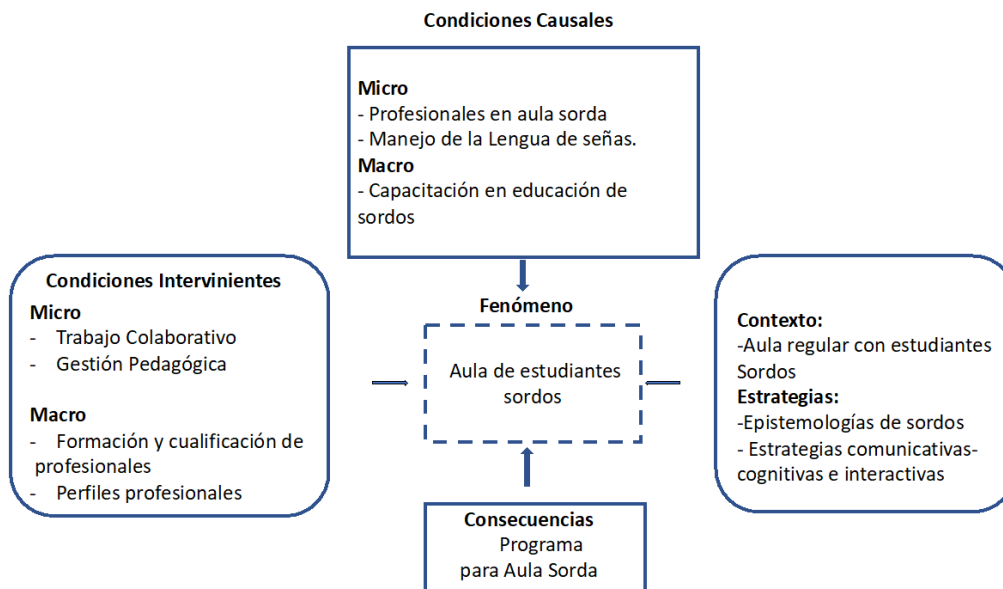 Condiciones Causales
Micro
- Profesionales en aula sorda
- Manejo de la Lengua de señas.
Macro
- Capacitación en educación de
sordos
Condiciones Intervinientes
Micro
- Trabajo Colaborativo
- Gestión Pedagógica
Macro
- Formación y cualificación de
profesionales
- Perfiles profesionales
Fenómeno
Aula de estudiantes
sordos
Contexto:
-Aula regular con estudiantes
Sordos
Estrategias:
-Epistemologías de sordos
- Estrategias comunicativas-
cognitivas e interactivas
Consecuencias
Programa
para Aula Sorda